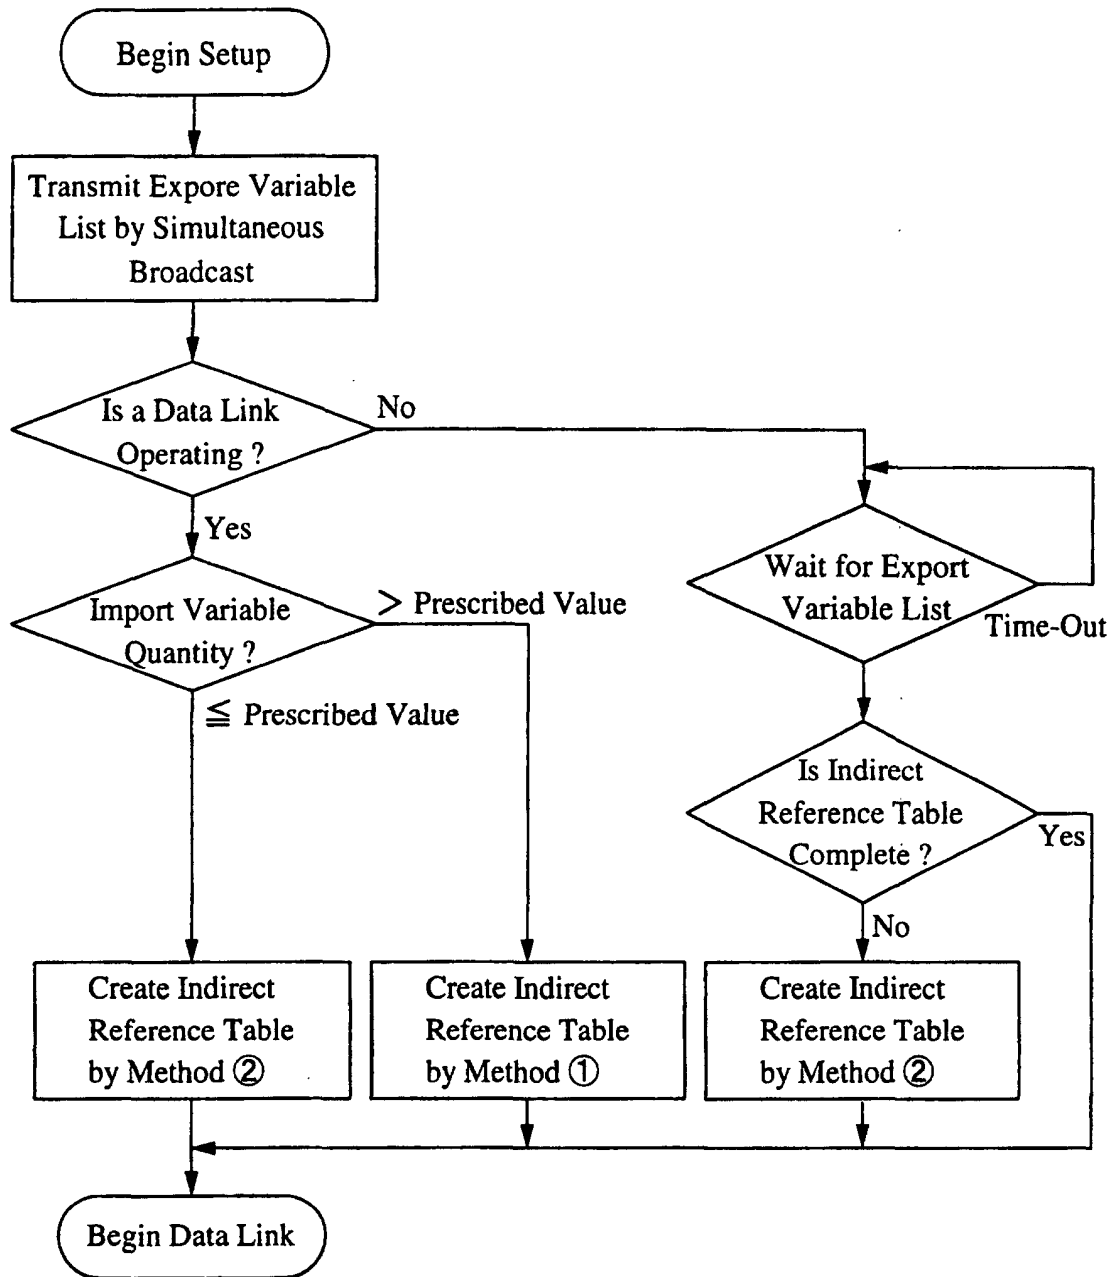 Begin Setup
Transmit Expore Variable
List by Simultaneous
Broadcast
Is a Data Link
Operating ?
No
Yes
Import Variable
Quantity ?
> Prescribed Value
≦ Prescribed Value
Wait for Export
Variable List
Time-Out
Is Indirect
Reference Table
Complete ?
Yes
No
Create Indirect
Reference Table
by Method ②
Create Indirect
Reference Table
by Method ①
Create Indirect
Reference Table
by Method ②
Begin Data Link